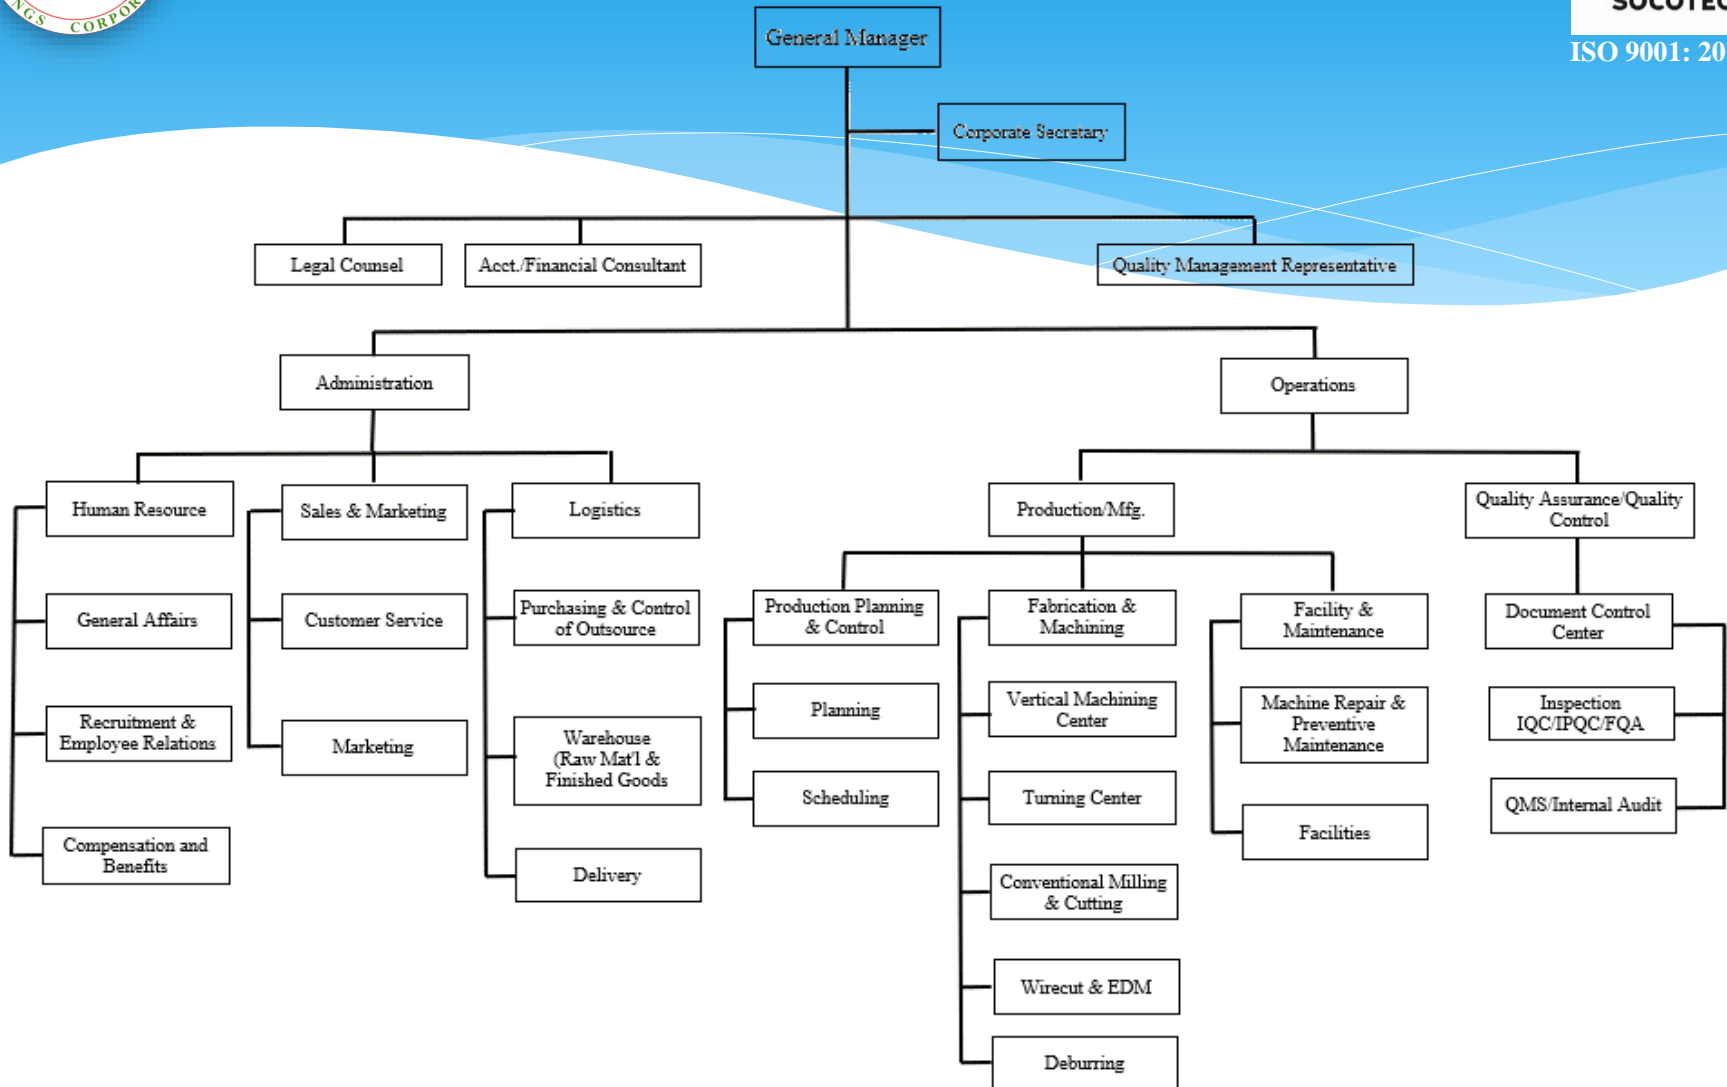 CORPOR
SOCOTEC
ISO 9001: 20
General Manager
Corporate Secretary
Legal Counsel
Acct./Financial Consultant
Quality Management Representative
Administration
Operations
Human Resource
Sales & Marketing
Logistics
Production/Mfg.
Quality Assurance/Quality
Control
General Affairs
Customer Service
Purchasing & Control
of Outsource
Production Planning
& Control
Fabrication &
Machining
Facility &
Maintenance
Document Control
Center
Recruitment &
Employee Relations
Marketing
Warehouse
(Raw Mat'l &
Finished Goods
Planning
Vertical Machining
Center
Machine Repair &
Preventive
Maintenance
Inspection
IQC/IPQC/FQA
Scheduling
Turning Center
Facilities
QMS/Internal Audit
Compensation and
Benefits
Delivery
Conventional Milling
& Cutting
Wirecut & EDM
Deburring